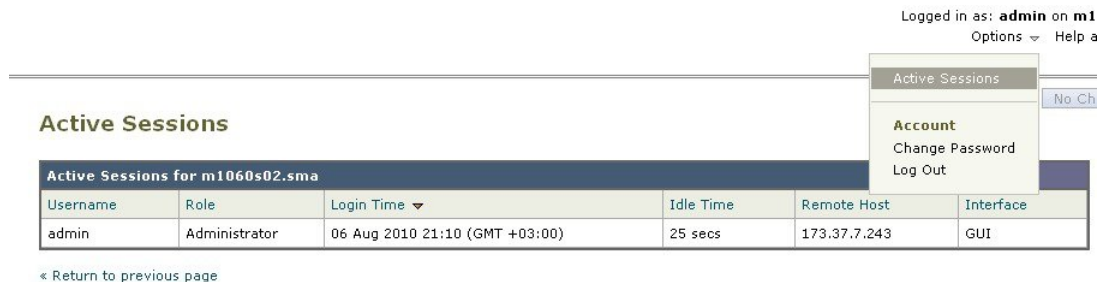 Logged in as: admin on m1
Options Help a
Active Sessions
No Ch
Account
Change Password
Log Out
Active Sessions
Active Sessions for m1060s02.sma
Username Role Login Time Idle Time Remote Host Interface
admin Administrator 06 Aug 2010 21:10 (GMT +03:00) 25 secs 173.37.7.243 GUI
« Return to previous page